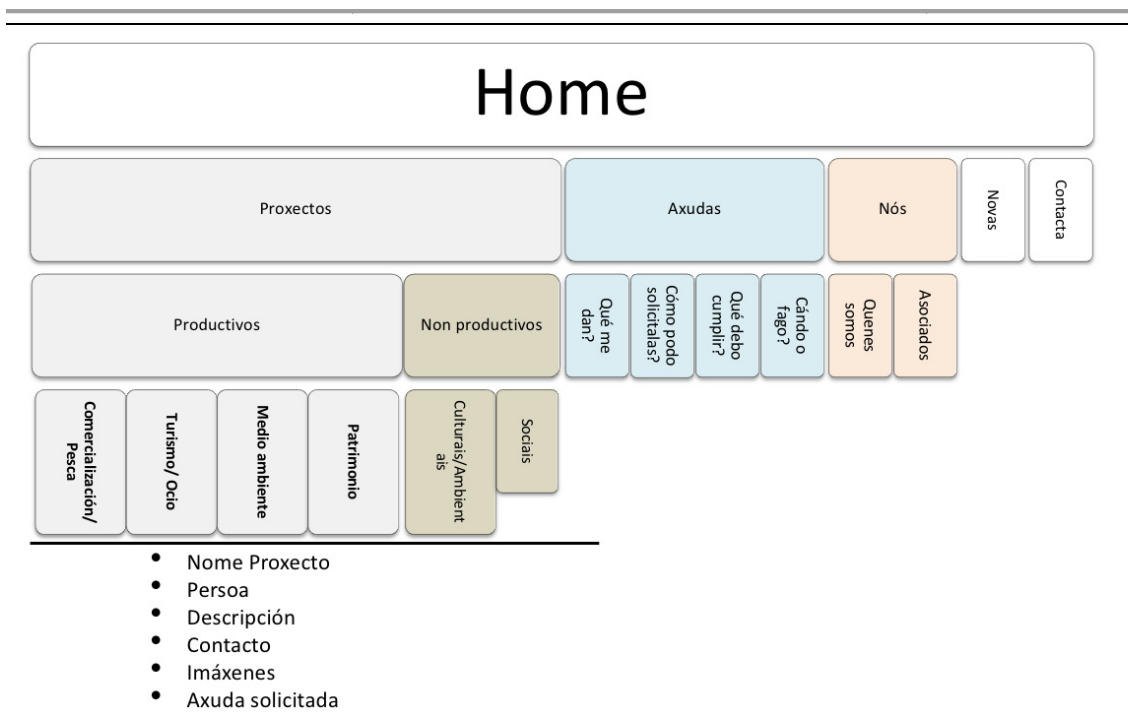 Home
Proxectos
Axudas
Nós
Novas
Contacta
Productivos
Non productivos
Qué me
dan?
Cómo podo
solicitalas?
Qué debo
cumplir?
Cándo o
fago?
Quenes
somos
Asociados
Comercialización/
Pesca
Turismo/ Ocio
Medio ambiente
Patrimonio
Culturais/Ambient
ais
Sociais
• Nome Proxecto
• Persoa
• Descripción
• Contacto
• Imáxenes
• Axuda solicitada